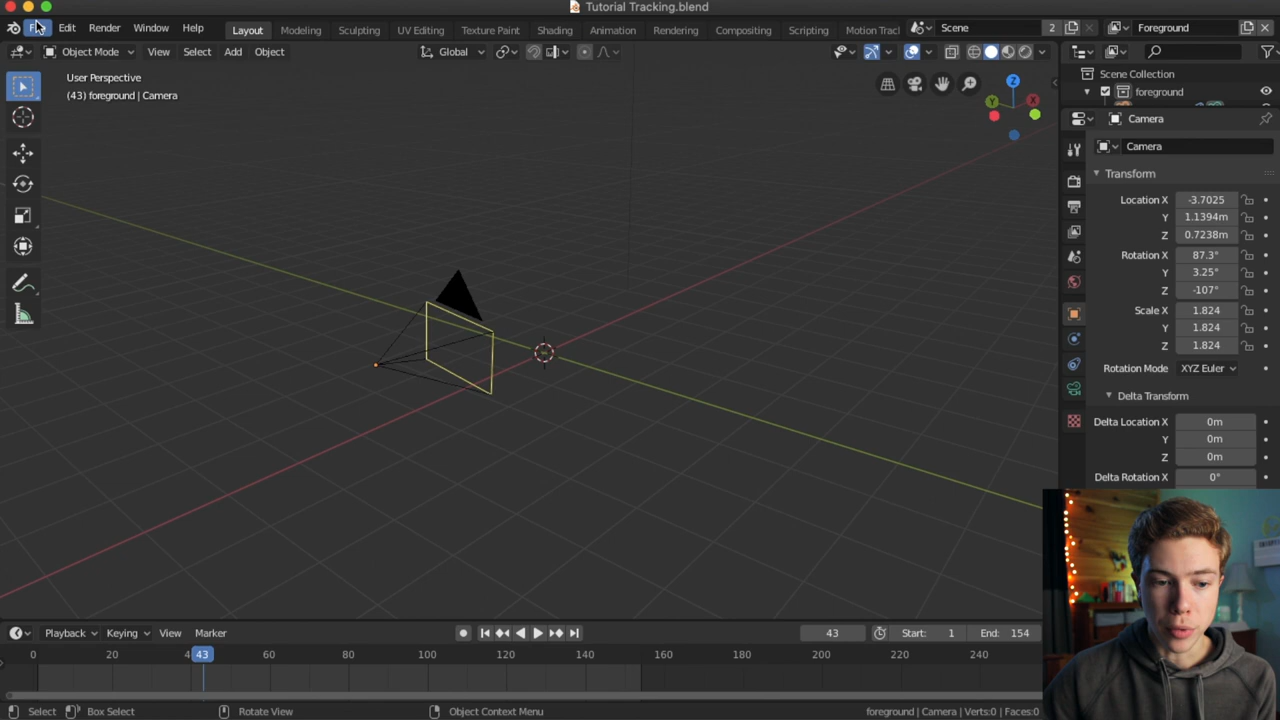 Tutorial Tracking.blend
Edit Render Window Help Layout Modeling Sculpting UV Editing Texture Paint Shading Animation Rendering Compositing Scripting Motion Tracl Scene 2 Foreground
Object Mode View Select Add Object Global
User Perspective
(43) foreground | Camera
Z
Y
X
Scene Collection
foreground
Camera
Camera
Transform
Location X -3.7025
Y 1.1394m
Z 0.7238m
Rotation X 87.3°
Y 3.25°
Z -107°
Scale X 1.824
Y 1.824
Z 1.824
Rotation Mode XYZ Euler
Delta Transform
Delta Location X 0m
Y 0m
Z 0m
Delta Rotation X 0°
Playback Keying View Marker 43 Start: 1 End: 154
0 20 4 43 60 80 100 120 140 160 180 200 220 240
Select Box Select Rotate View Object Context Menu foreground | Camera | Verts:0 | Faces:0 |